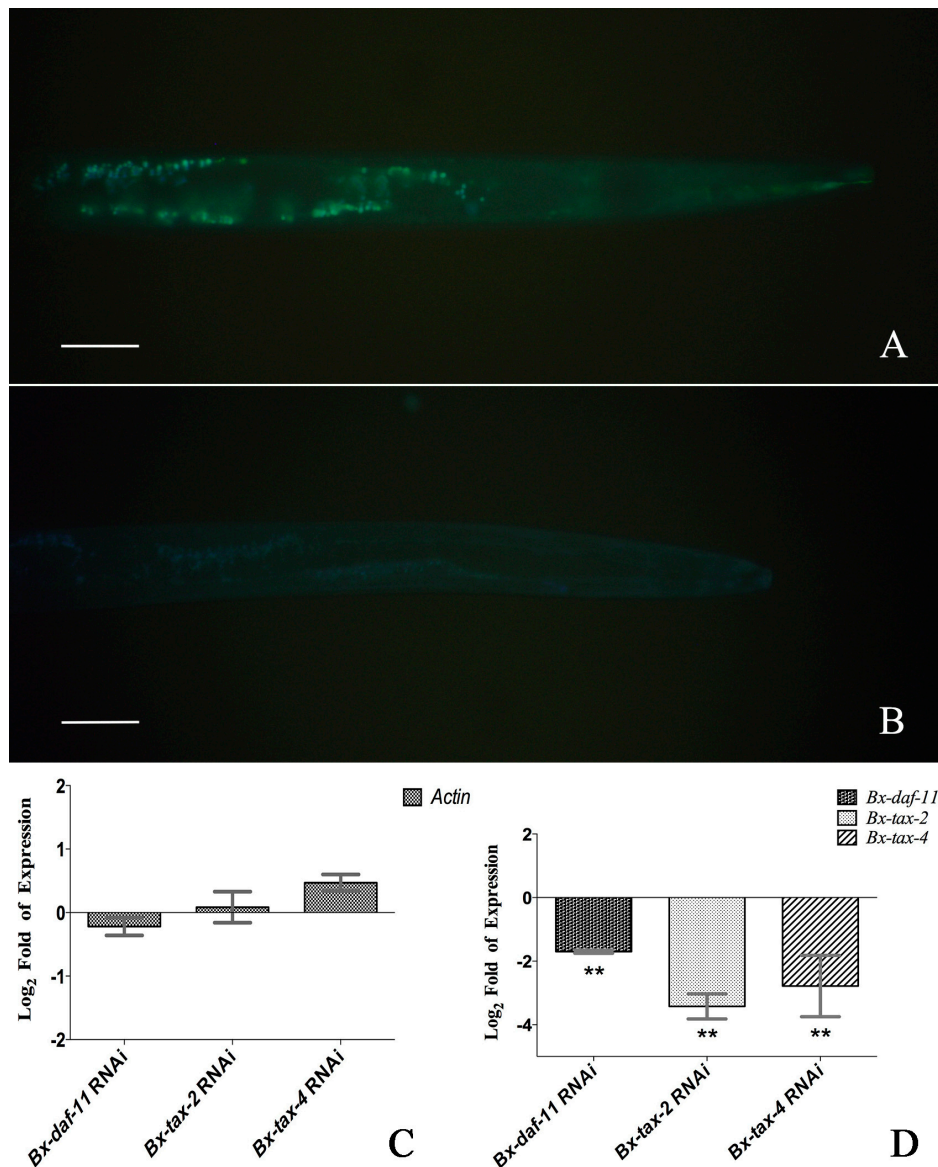 A
B
Actin
Log2 Fold of Expression
2
1
0
-1
-2
Bx-daf-11 RNAi
Bx-tax-2 RNAi
Bx-tax-4 RNAi
C
Bx-daf-11
Bx-tax-2
Bx-tax-4
Log2 Fold of Expression
2
0
-2
-4
**
**
**
Bx-daf-11 RNAi
Bx-tax-2 RNAi
Bx-tax-4 RNAi
D